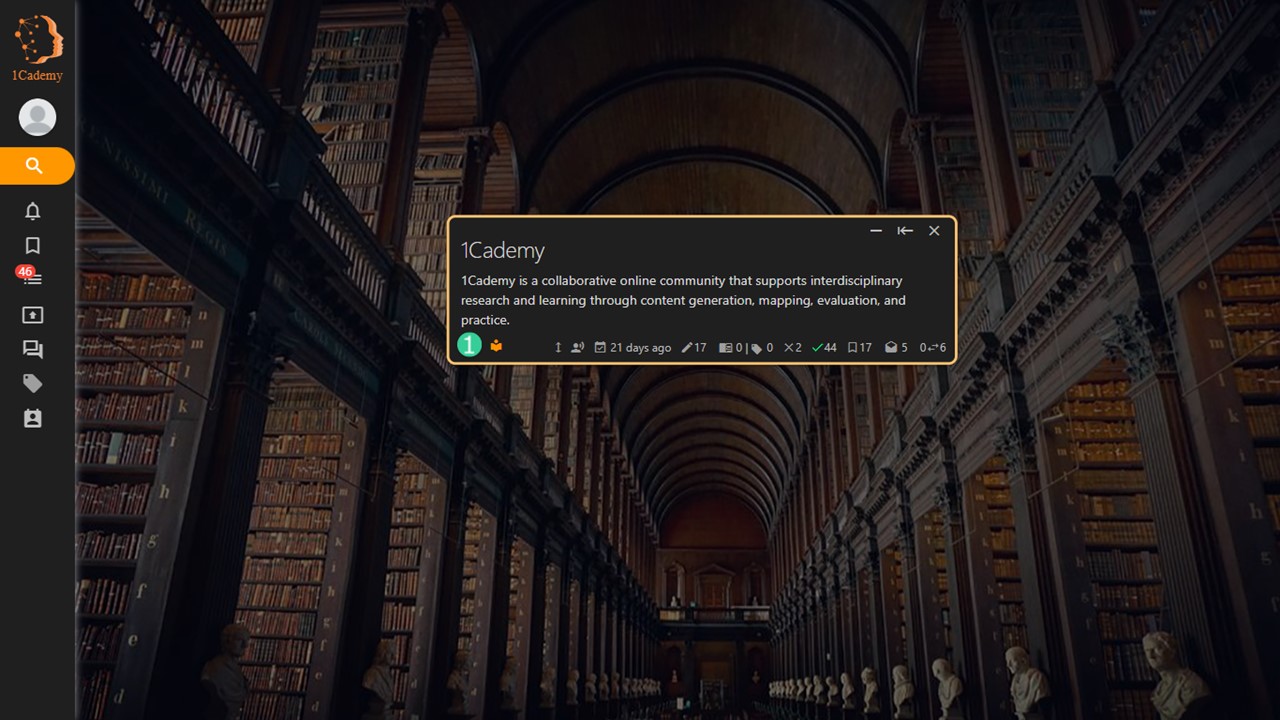 1Cademy
46
1Cademy
1Cademy is a collaborative online community that supports interdisciplinary
research and learning through content generation, mapping, evaluation, and
practice.
1
21 days ago 17 0 | 0 2 44 17 5 0 6
n
l
k
i
h
g
f
e
d